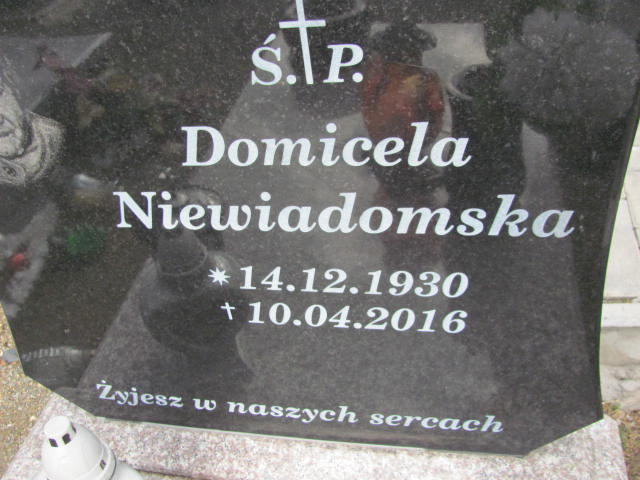 Ś.†P.
Domicela
Niewiadomska
✷14.12.1930
†10.04.2016
Żyjesz w naszych sercach